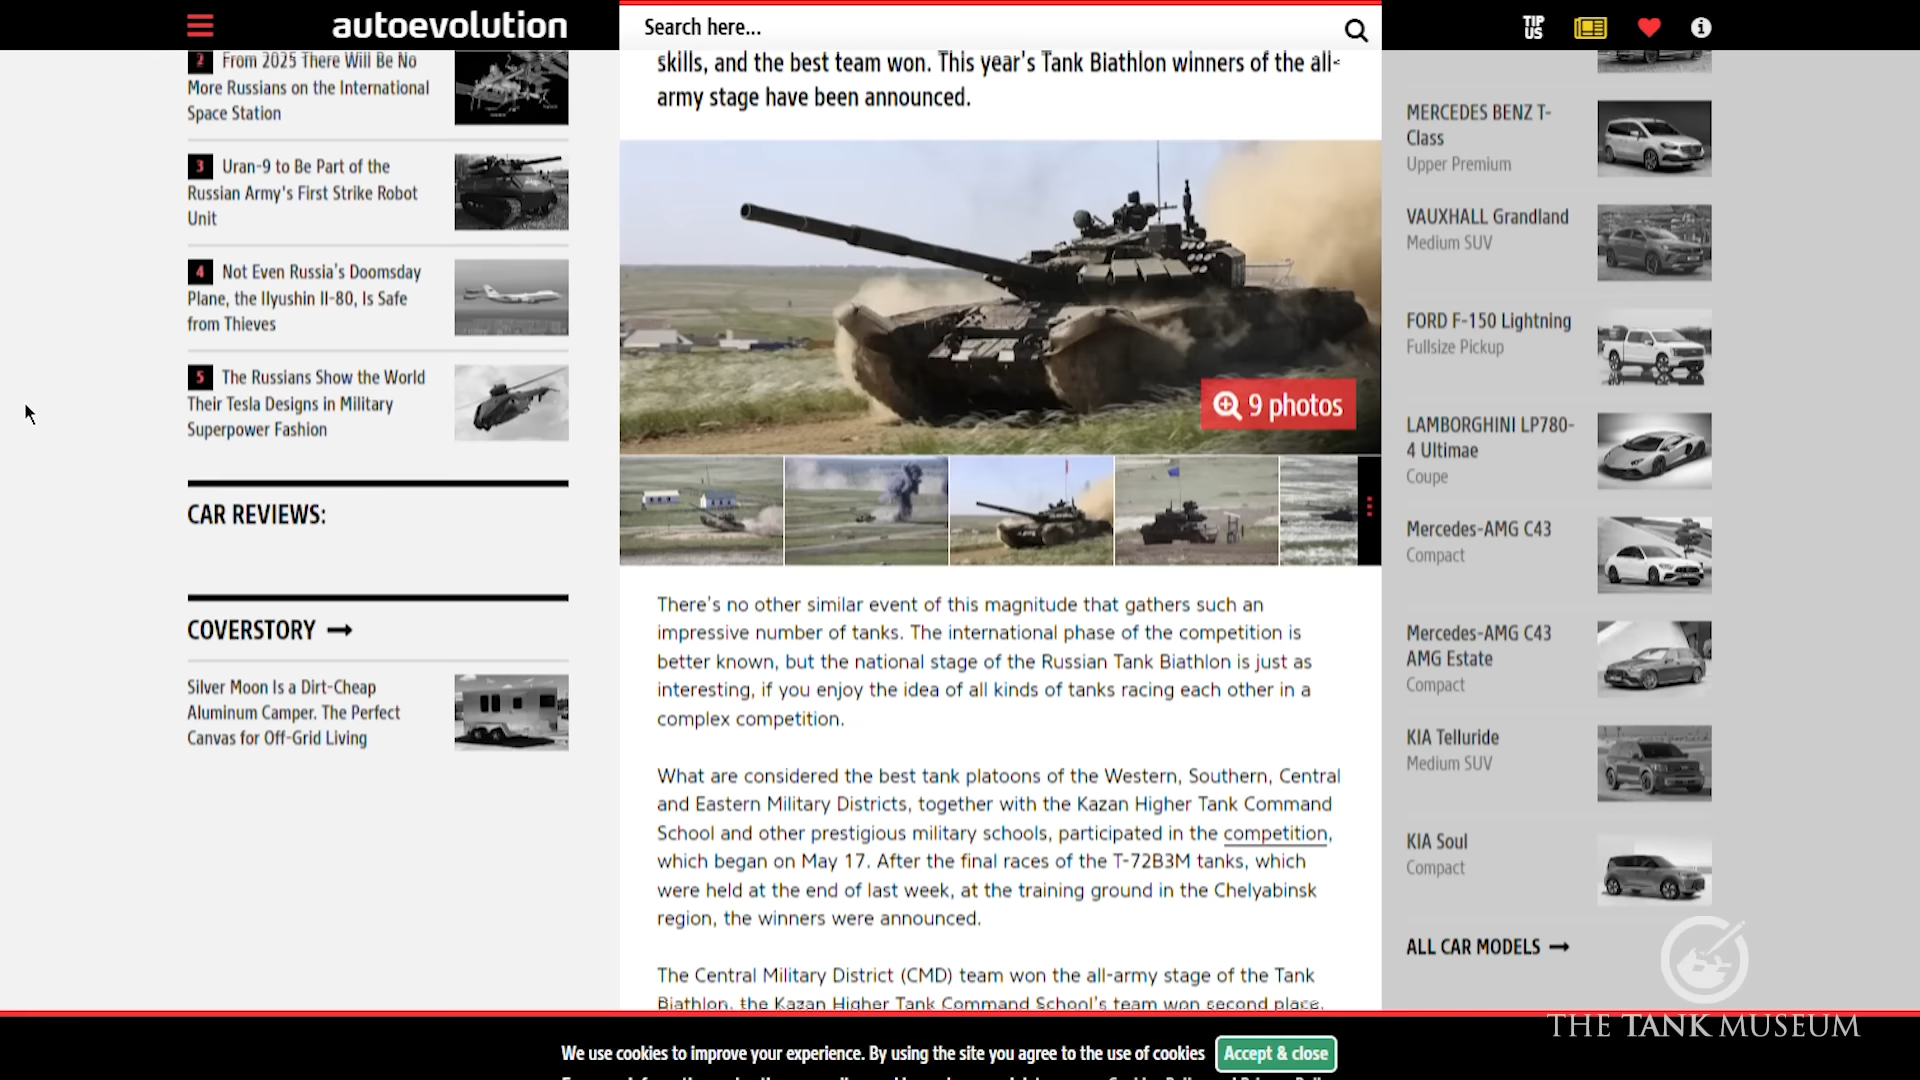 autoevolution
Search here...
TIP
US
2 From 2025 There Will Be No
More Russians on the International
Space Station
3 Uran-9 to Be Part of the
Russian Army's First Strike Robot
Unit
4 Not Even Russia's Doomsday
Plane, the Ilyushin Il-80, Is Safe
from Thieves
5 The Russians Show the World
Their Tesla Designs in Military
Superpower Fashion
CAR REVIEWS:
COVERSTORY
Silver Moon Is a Dirt-Cheap
Aluminum Camper. The Perfect
Canvas for Off-Grid Living
skills, and the best team won. This year's Tank Biathlon winners of the all-
army stage have been announced.
9 photos
There's no other similar event of this magnitude that gathers such an
impressive number of tanks. The international phase of the competition is
better known, but the national stage of the Russian Tank Biathlon is just as
interesting, if you enjoy the idea of all kinds of tanks racing each other in a
complex competition.
What are considered the best tank platoons of the Western, Southern, Central
and Eastern Military Districts, together with the Kazan Higher Tank Command
School and other prestigious military schools, participated in the competition,
which began on May 17. After the final races of the T-72B3M tanks, which
were held at the end of last week, at the training ground in the Chelyabinsk
region, the winners were announced.
The Central Military District (CMD) team won the all-army stage of the Tank
Biathlon, the Kazan Higher Tank Command School's team won second place,
MERCEDES BENZ T-
Class
Upper Premium
VAUXHALL Grandland
Medium SUV
FORD F-150 Lightning
Fullsize Pickup
LAMBORGHINI LP780-
4 Ultimae
Coupe
Mercedes-AMG C43
Compact
Mercedes-AMG C43
AMG Estate
Compact
KIA Telluride
Medium SUV
KIA Soul
Compact
ALL CAR MODELS
THE TANK MUSEUM
We use cookies to improve your experience. By using the site you agree to the use of cookies
Accept & close